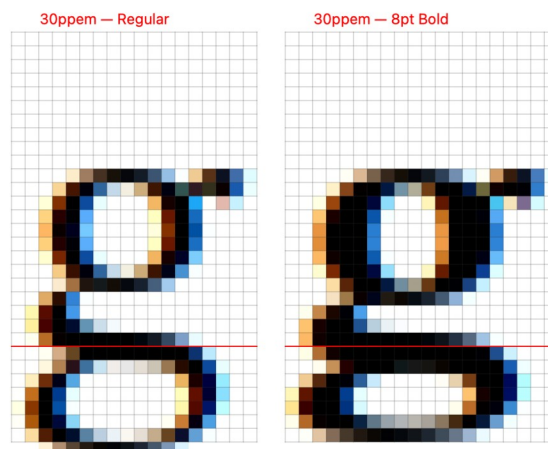 30ppem — Regular
30ppem — 8pt Bold
g
g